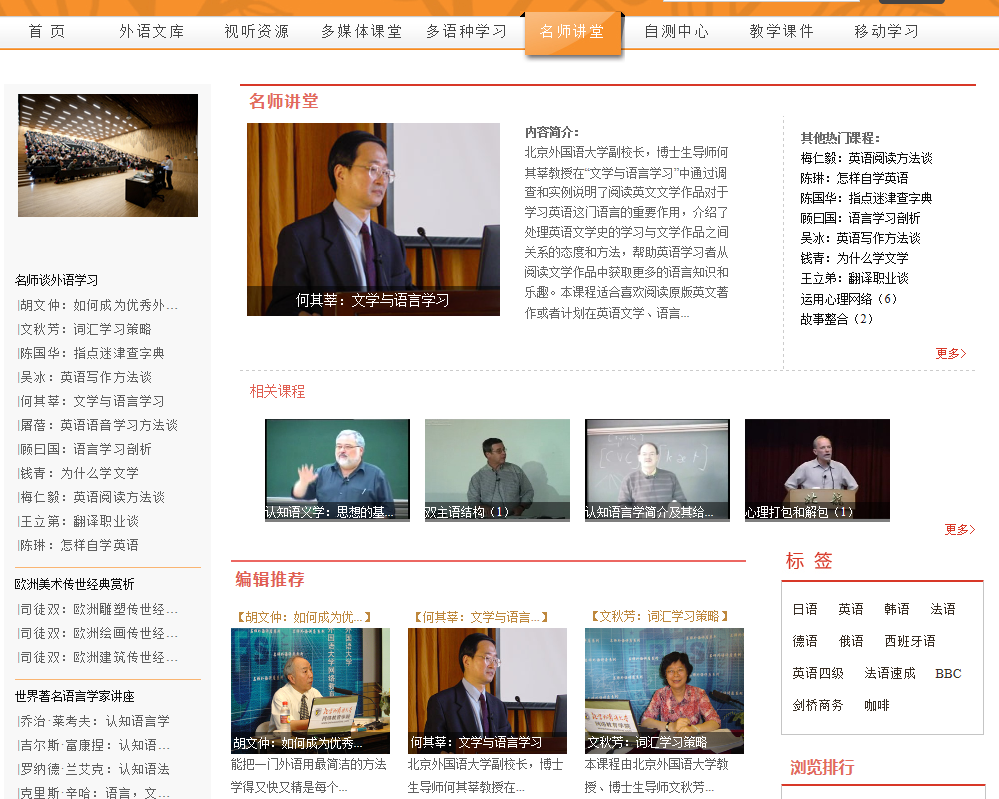 首 页 外语文库 视听资源 多媒体课堂 多语种学习 名师讲堂 自测中心 教学课件 移动学习
名师谈外语学习
胡文仲：如何成为优秀外...
文秋芳：词汇学习策略
陈国华：指点迷津查字典
吴冰：英语写作方法谈
何其莘：文学与语言学习
屠蓓：英语语音学习方法谈
顾曰国：语言学习剖析
钱青：为什么学文学
梅仁毅：英语阅读方法谈
王立第：翻译职业谈
陈琳：怎样自学英语
欧洲美术传世经典赏析
司徒双：欧洲雕塑传世经...
司徒双：欧洲绘画传世经...
司徒双：欧洲建筑传世经...
世界著名语言学家讲座
乔治·莱考夫：认知语言学
吉尔斯·富康捏：认知语...
罗纳德·兰艾克：认知语法
克里斯·辛哈：语言，文...
名师讲堂
何其莘：文学与语言学习
内容简介：
北京外国语大学副校长，博士生导师何
其莘教授在“文学与语言学习”中通过调
查和实例说明了阅读英文文学作品对于
学习英语这门语言的重要作用，介绍了
处理英语文学史的学习与文学作品之间
关系的态度和方法，帮助英语学习者从
阅读文学作品中获取更多的语言知识和
乐趣。本课程适合喜欢阅读原版英文著
作或者计划在英语文学、语言...
其他热门课程：
梅仁毅：英语阅读方法谈
陈琳：怎样自学英语
陈国华：指点迷津查字典
顾曰国：语言学习剖析
吴冰：英语写作方法谈
钱青：为什么学文学
王立弟：翻译职业谈
运用心理网络（6）
故事整合（2）
更多>
相关课程
认知语义学：思想的基...
双主语结构（1）
认知语言学简介及其给...
心理打包和解包（1）
更多>
编辑推荐
【胡文仲：如何成为优...】
胡文仲：如何成为优秀...
能把一门外语用最简洁的方法
学得又快又精是每个...
【何其莘：文学与语言...】
何其莘：文学与语言学习
北京外国语大学副校长，博士
生导师何其莘教授在...
【文秋芳：词汇学习策略】
文秋芳：词汇学习策略
本课程由北京外国语大学教
授、博士生导师文秋芳...
标 签
日语 英语 韩语 法语
德语 俄语 西班牙语
英语四级 法语速成 BBC
剑桥商务 咖啡
浏览排行